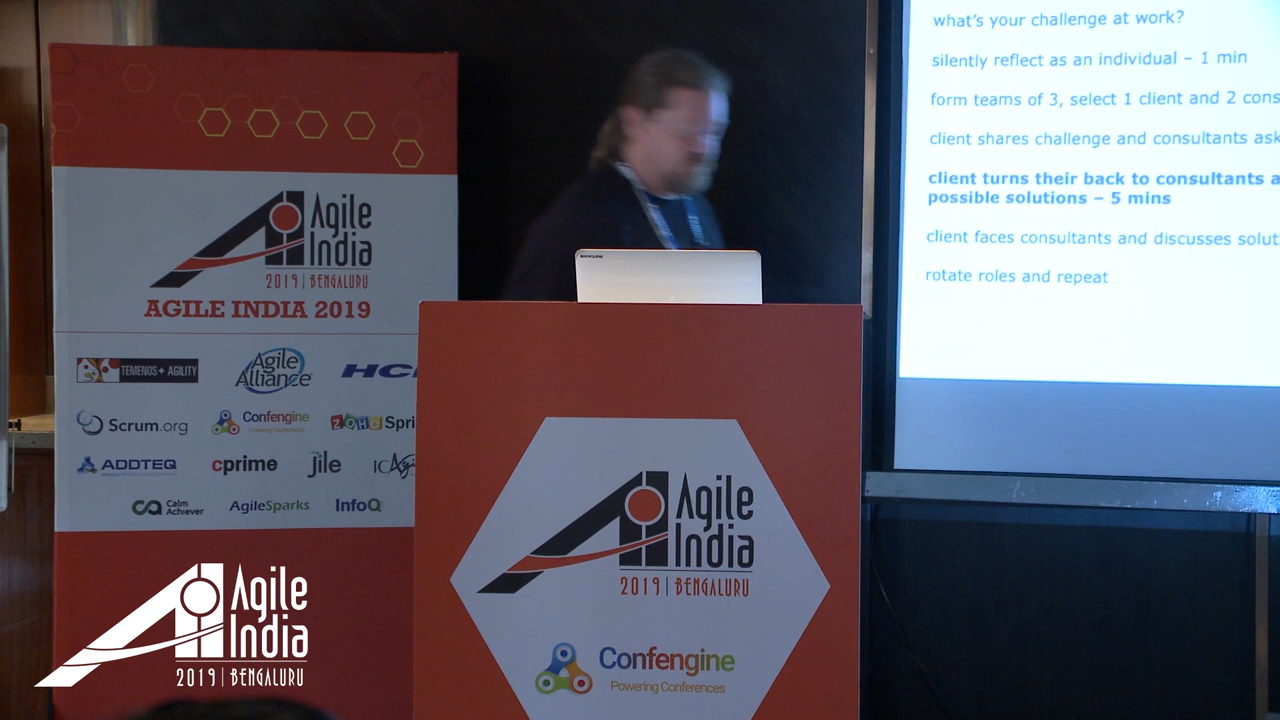 what's your challenge at work?
silently reflect as an individual – 1 min
form teams of 3, select 1 client and 2 cons
client shares challenge and consultants ask
client turns their back to consultants a
possible solutions – 5 mins
client faces consultants and discusses solut
rotate roles and repeat
Agile
India
2019 | BENGALURU
AGILE INDIA 2019
TEMENOS+AGILITY
Agile
Alliance
HCL
Scrum.org
Confengine
Powering Conferences
ZOHO Spri
ADDTEQ
cprime
jile
ICAgi
Calm
Achiever
AgileSparks
InfoQ
Agile
India
2019 | BENGALURU
Confengine
Powering Conferences
Agile
India
2019 | BENGALURU